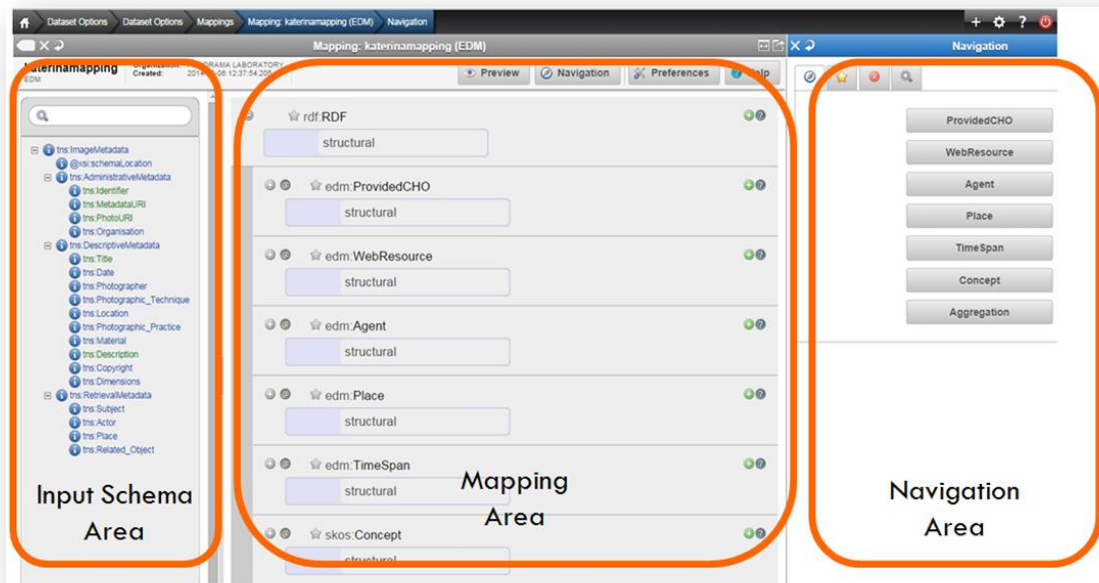 Dataset Options Dataset Options Mappings Mapping: katerinamapping (EDM) Navigation
Mapping: katerinamapping (EDM)
Navigation
katerinamapping
EDM
Created:
LABORATORY
Preview
Navigation
Preferences
Help
tns:ImageMetadata
@xsi:schemaLocation
tns:AdministrativeMetadata
tns:Identifier
tns:MetadataURI
tns:PhotoURI
tns:Organisation
tns:DescriptiveMetadata
tns:Title
tns:Date
tns:Photographer
tns:Photographic_Technique
tns:Location
tns:Photographic_Practice
tns:Material
tns:Description
tns:Copyright
tns:Dimensions
tns:RetrievalMetadata
tns:Subject
tns:Actor
tns:Place
tns:Related_Object
Input Schema
Area
rdf:RDF
structural
edm:ProvidedCHO
structural
edm:WebResource
structural
edm:Agent
structural
edm:Place
structural
edm:TimeSpan
structural
skos:Concept
structural
Mapping
Area
ProvidedCHO
WebResource
Agent
Place
TimeSpan
Concept
Aggregation
Navigation
Area